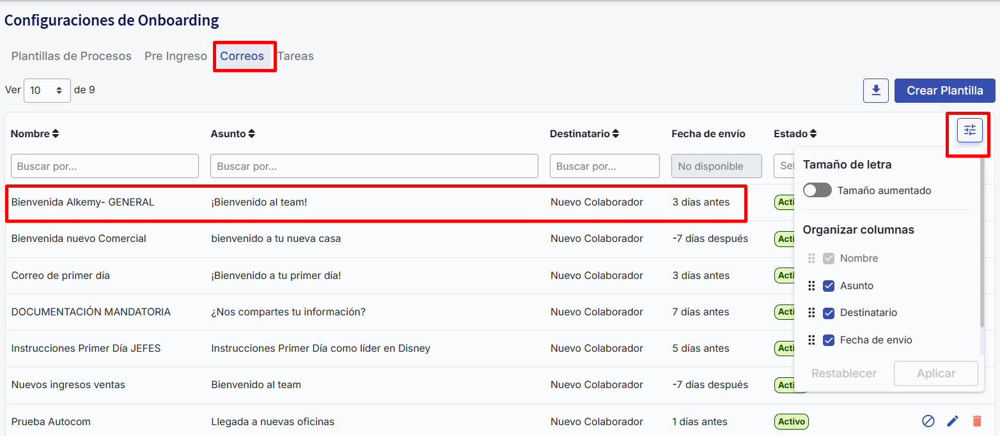 Configuraciones de Onboarding
Plantillas de Procesos Pre Ingreso Correos Tareas
Ver 10 de 9 Crear Plantilla
Nombre Asunto Destinatario Fecha de envío Estado
Buscar por... Buscar por... Buscar por... No disponible Sel
Tamaño de letra
Tamaño aumentado
Organizar columnas
Nombre
Asunto
Destinatario
Fecha de envío
Restablecer Aplicar
Bienvenida Alkemy- GENERAL ¡Bienvenido al team! Nuevo Colaborador 3 días antes Acti
Bienvenida nuevo Comercial bienvenido a tu nueva casa Nuevo Colaborador -7 días después Acti
Correo de primer día ¡Bienvenido a tu primer día! Nuevo Colaborador 3 días antes Acti
DOCUMENTACIÓN MANDATORIA ¿Nos compartes tu información? Nuevo Colaborador 7 días antes Acti
Instrucciones Primer Día JEFES Instrucciones Primer Día como líder en Disney Nuevo Colaborador 5 días antes Acti
Nuevos ingresos ventas Bienvenido al team Nuevo Colaborador -7 días después Acti
Prueba Autocom Llegada a nuevas oficinas Nuevo Colaborador 1 días antes Activo